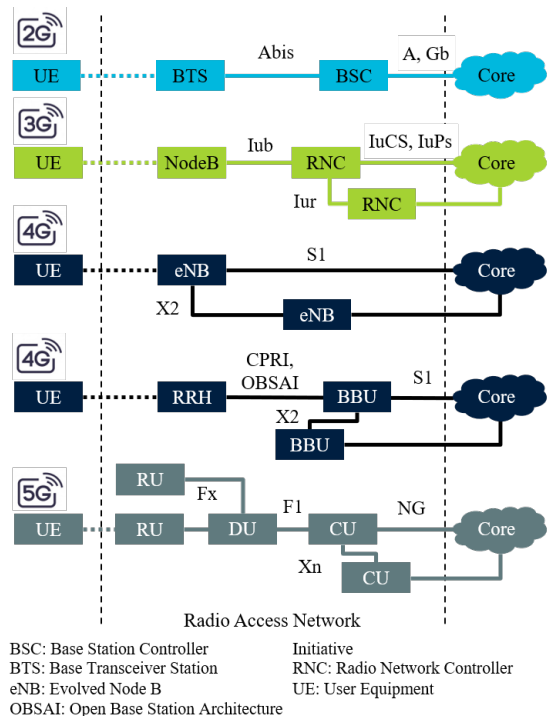 2G
Abis
A, Gb
UE
BTS
BSC
Core
3G
Iub
IuCS, IuPs
UE
NodeB
RNC
Core
Iur
RNC
4G
S1
UE
eNB
Core
X2
eNB
4G
CPRI,
OBSAI
S1
UE
RRH
BBU
Core
X2
BBU
5G
RU
Fx
F1
NG
UE
RU
DU
CU
Core
Xn
CU
Radio Access Network
BSC: Base Station Controller
BTS: Base Transceiver Station
eNB: Evolved Node B
OBSAI: Open Base Station Architecture
Initiative
RNC: Radio Network Controller
UE: User Equipment